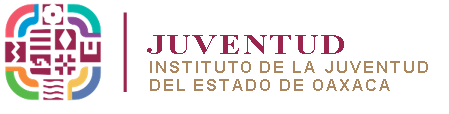 JUVENTUD
INSTITUTO DE LA JUVENTUD
DEL ESTADO DE OAXACA